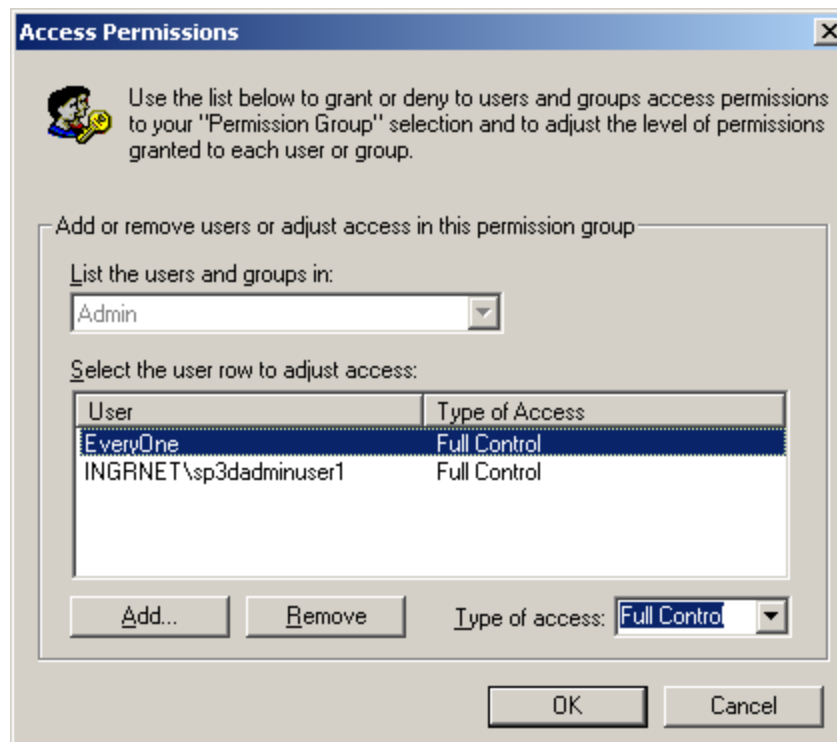 Access Permissions
Use the list below to grant or deny to users and groups access permissions
to your "Permission Group" selection and to adjust the level of permissions
granted to each user or group.
Add or remove users or adjust access in this permission group
List the users and groups in:
Admin
Select the user row to adjust access:
User Type of Access
EveryOne Full Control
INGRNET\sp3dadminuser1 Full Control
Add... Remove Type of access: Full Control
OK Cancel